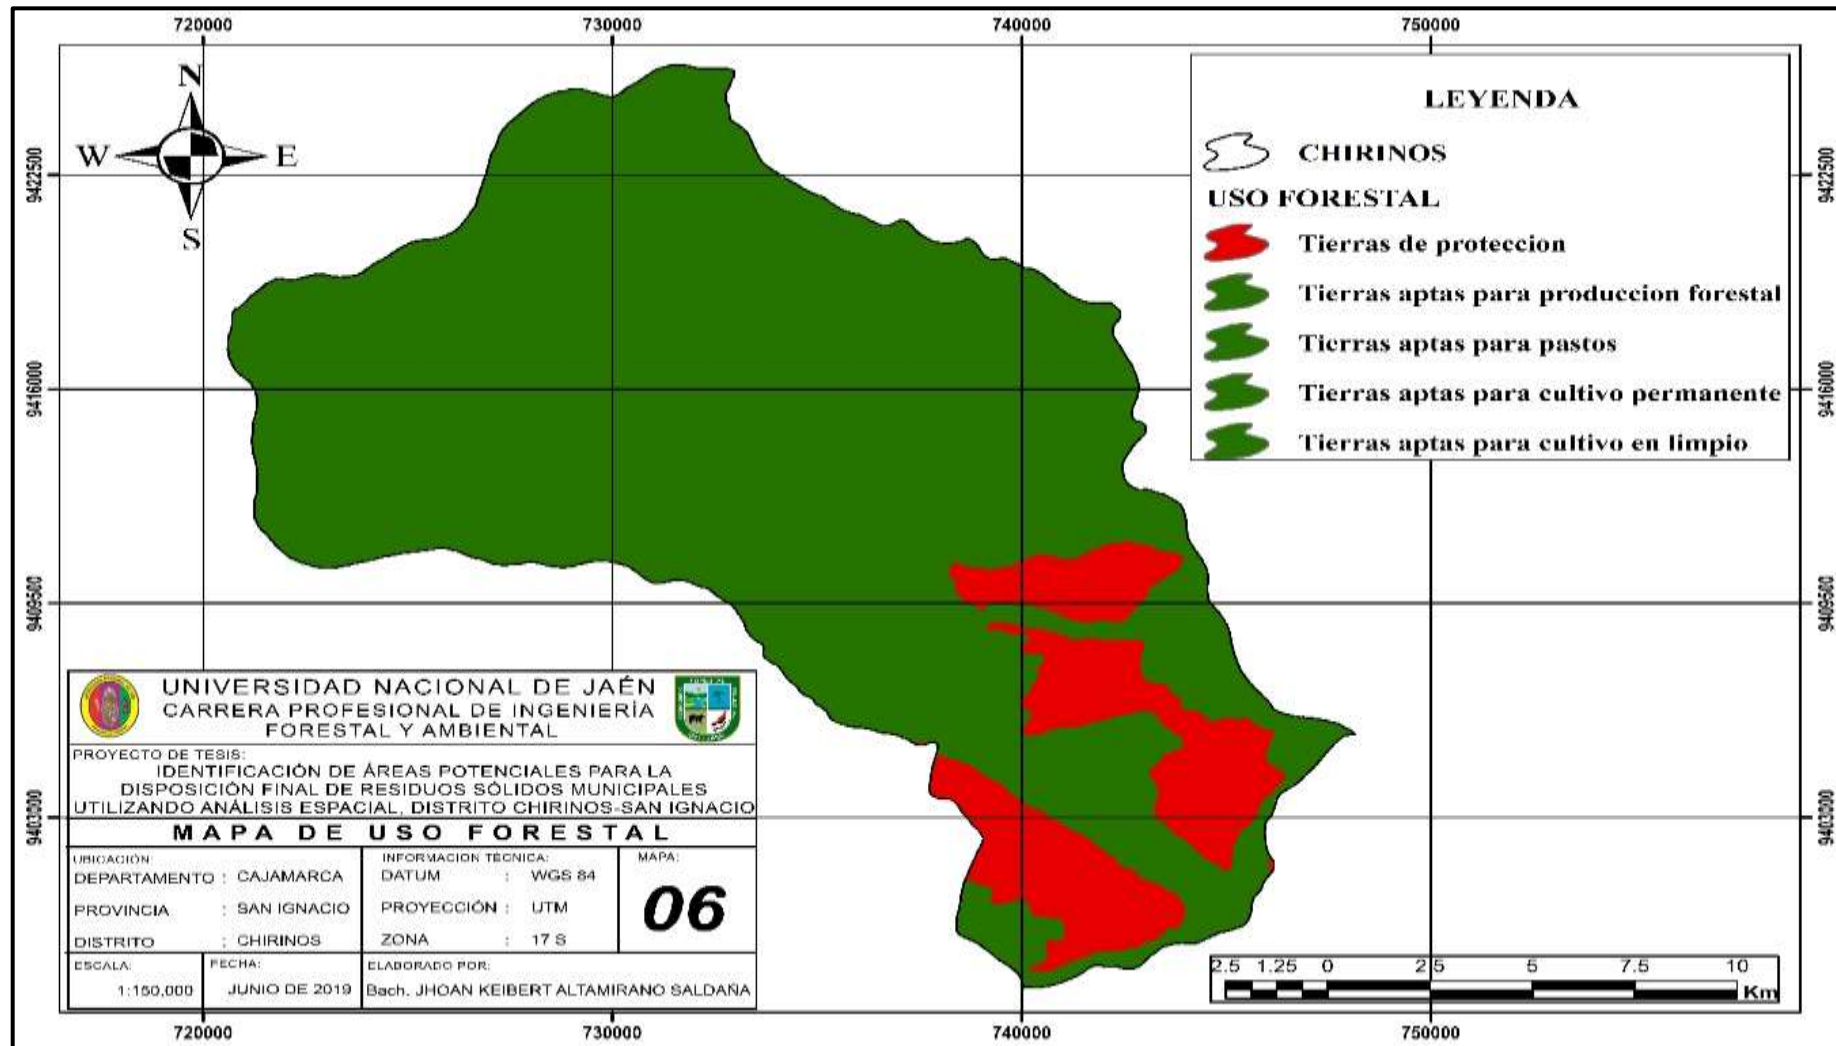 720000 730000 740000 750000
N
W E
S
9422500 9422500
9416000 9416000
9409500 9409500
9403000 9403000
LEYENDA
CHIRINOS
USO FORESTAL
Tierras de proteccion
Tierras aptas para produccion forestal
Tierras aptas para pastos
Tierras aptas para cultivo permanente
Tierras aptas para cultivo en limpio
UNIVERSIDAD NACIONAL DE JAÉN
CARRERA PROFESIONAL DE INGENIERÍA
FORESTAL Y AMBIENTAL
PROYECTO DE TESIS:
IDENTIFICACIÓN DE ÁREAS POTENCIALES PARA LA
DISPOSICIÓN FINAL DE RESIDUOS SÓLIDOS MUNICIPALES
UTILIZANDO ANÁLISIS ESPACIAL, DISTRITO CHIRINOS-SAN IGNACIO
MAPA DE USO FORESTAL
UBICACIÓN: INFORMACION TÉCNICA: MAPA:
DEPARTAMENTO : CAJAMARCA DATUM : WGS 84
06
PROVINCIA : SAN IGNACIO PROYECCIÓN : UTM
DISTRITO : CHIRINOS ZONA : 17 S
ESCALA: FECHA: ELABORADO POR:
1:150,000 JUNIO DE 2019 Bach. JHOAN KEIBERT ALTAMIRANO SALDAÑA
2.5 1.25 0 2.5 5 7.5 10
Km
720000 730000 740000 750000